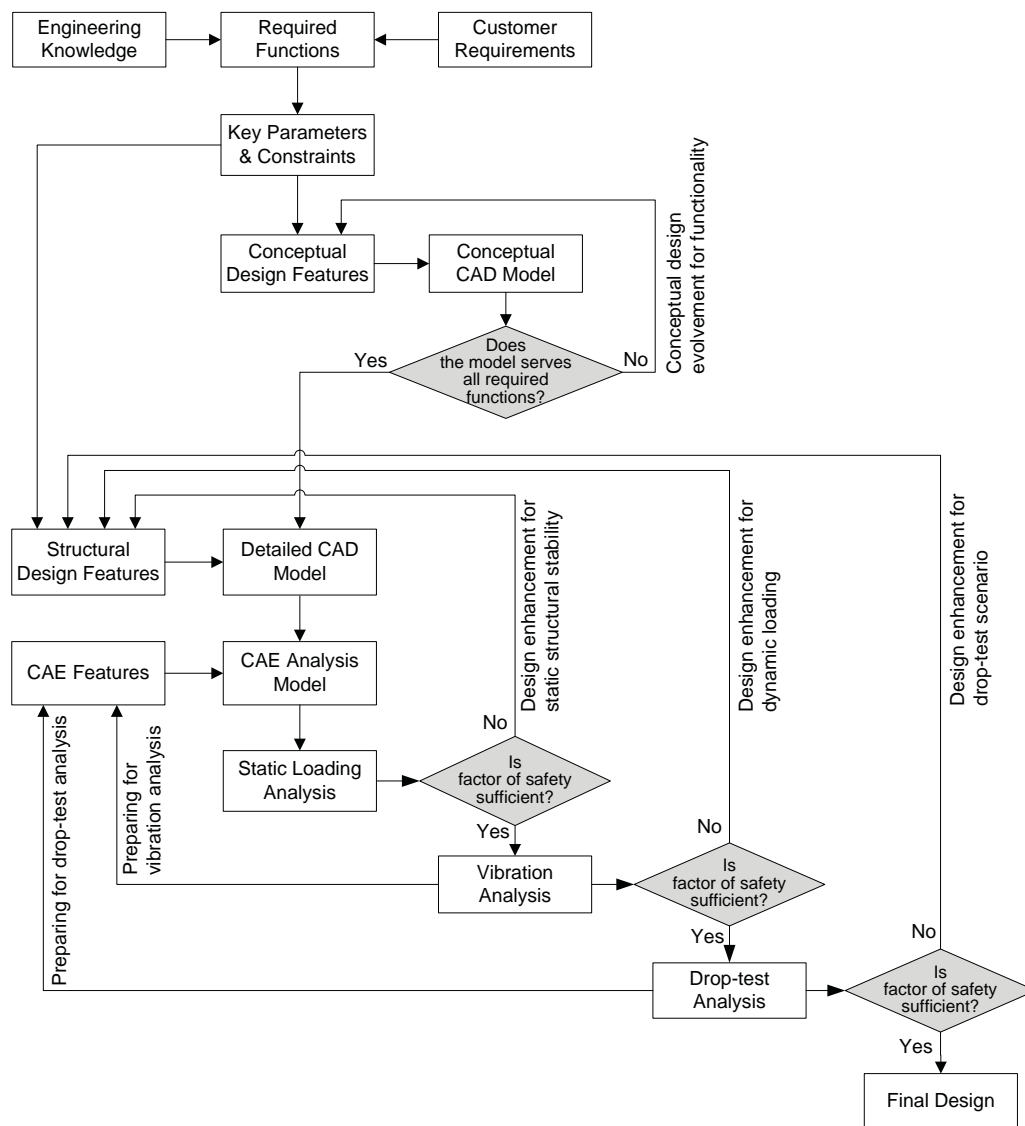 Engineering
Knowledge
Required
Functions
Customer
Requirements
Key Parameters
& Constraints
Conceptual
Design Features
Conceptual
CAD Model
Conceptual design
evolvement for functionality
Does
the model serves
all required
functions?
Yes
No
Structural
Design Features
Detailed CAD
Model
Design enhancement for
static structural stability
Design enhancement for
dynamic loading
Design enhancement for
drop-test scenario
CAE Features
CAE Analysis
Model
Preparing for drop-test analysis
Preparing for
vibration analysis
Static Loading
Analysis
No
Is
factor of safety
sufficient?
Yes
Vibration
Analysis
No
Is
factor of safety
sufficient?
Yes
Drop-test
Analysis
No
Is
factor of safety
sufficient?
Yes
Final Design